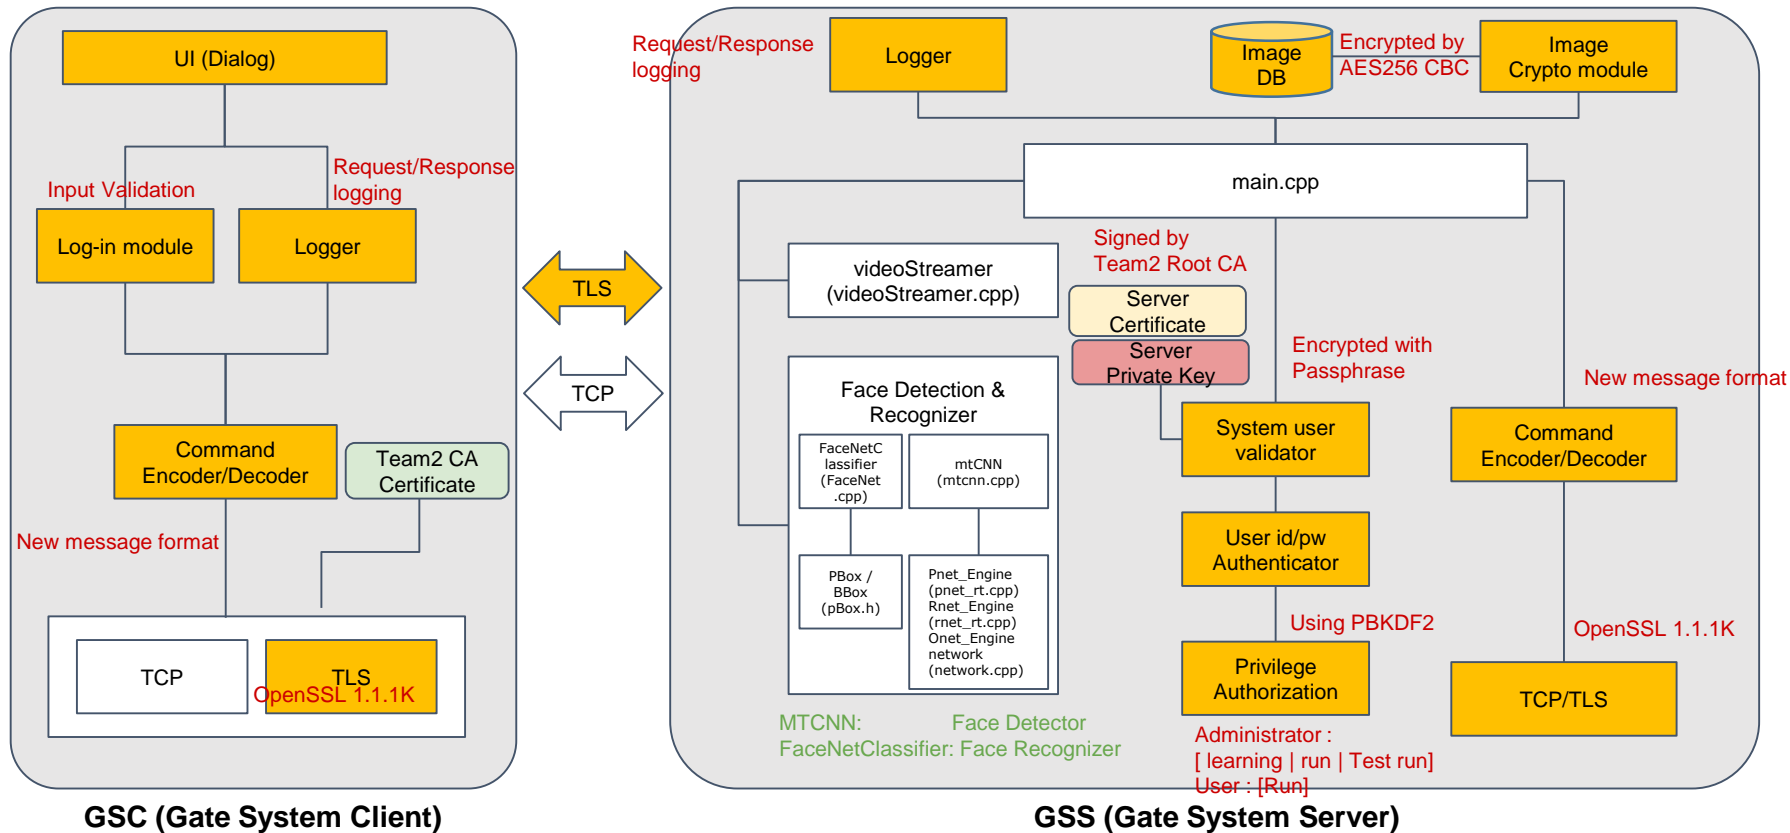 UI (Dialog)
Input Validation
Request/Response
logging
Log-in module
Logger
Command
Encoder/Decoder
Team2 CA
Certificate
New message format
TCP
TLS
OpenSSL 1.1.1K
GSC (Gate System Client)
TLS
TCP
Request/Response
logging
Logger
Image
DB
Encrypted by
AES256 CBC
Image
Crypto module
main.cpp
videoStreamer
(videoStreamer.cpp)
Signed by
Team2 Root CA
Server
Certificate
Server
Private Key
Encrypted with
Passphrase
New message format
Face Detection &
Recognizer
FaceNetC
lassifier
(FaceNet
.cpp)
mtCNN
(mtcnn.cpp)
PBox /
BBox
(pBox.h)
Pnet_Engine
(pnet_rt.cpp)
Rnet_Engine
(rnet_rt.cpp)
Onet_Engine
network
(network.cpp)
MTCNN: Face Detector
FaceNetClassifier: Face Recognizer
System user
validator
User id/pw
Authenticator
Using PBKDF2
Privilege
Authorization
Administrator :
[ learning | run | Test run]
User : [Run]
Command
Encoder/Decoder
OpenSSL 1.1.1K
TCP/TLS
GSS (Gate System Server)